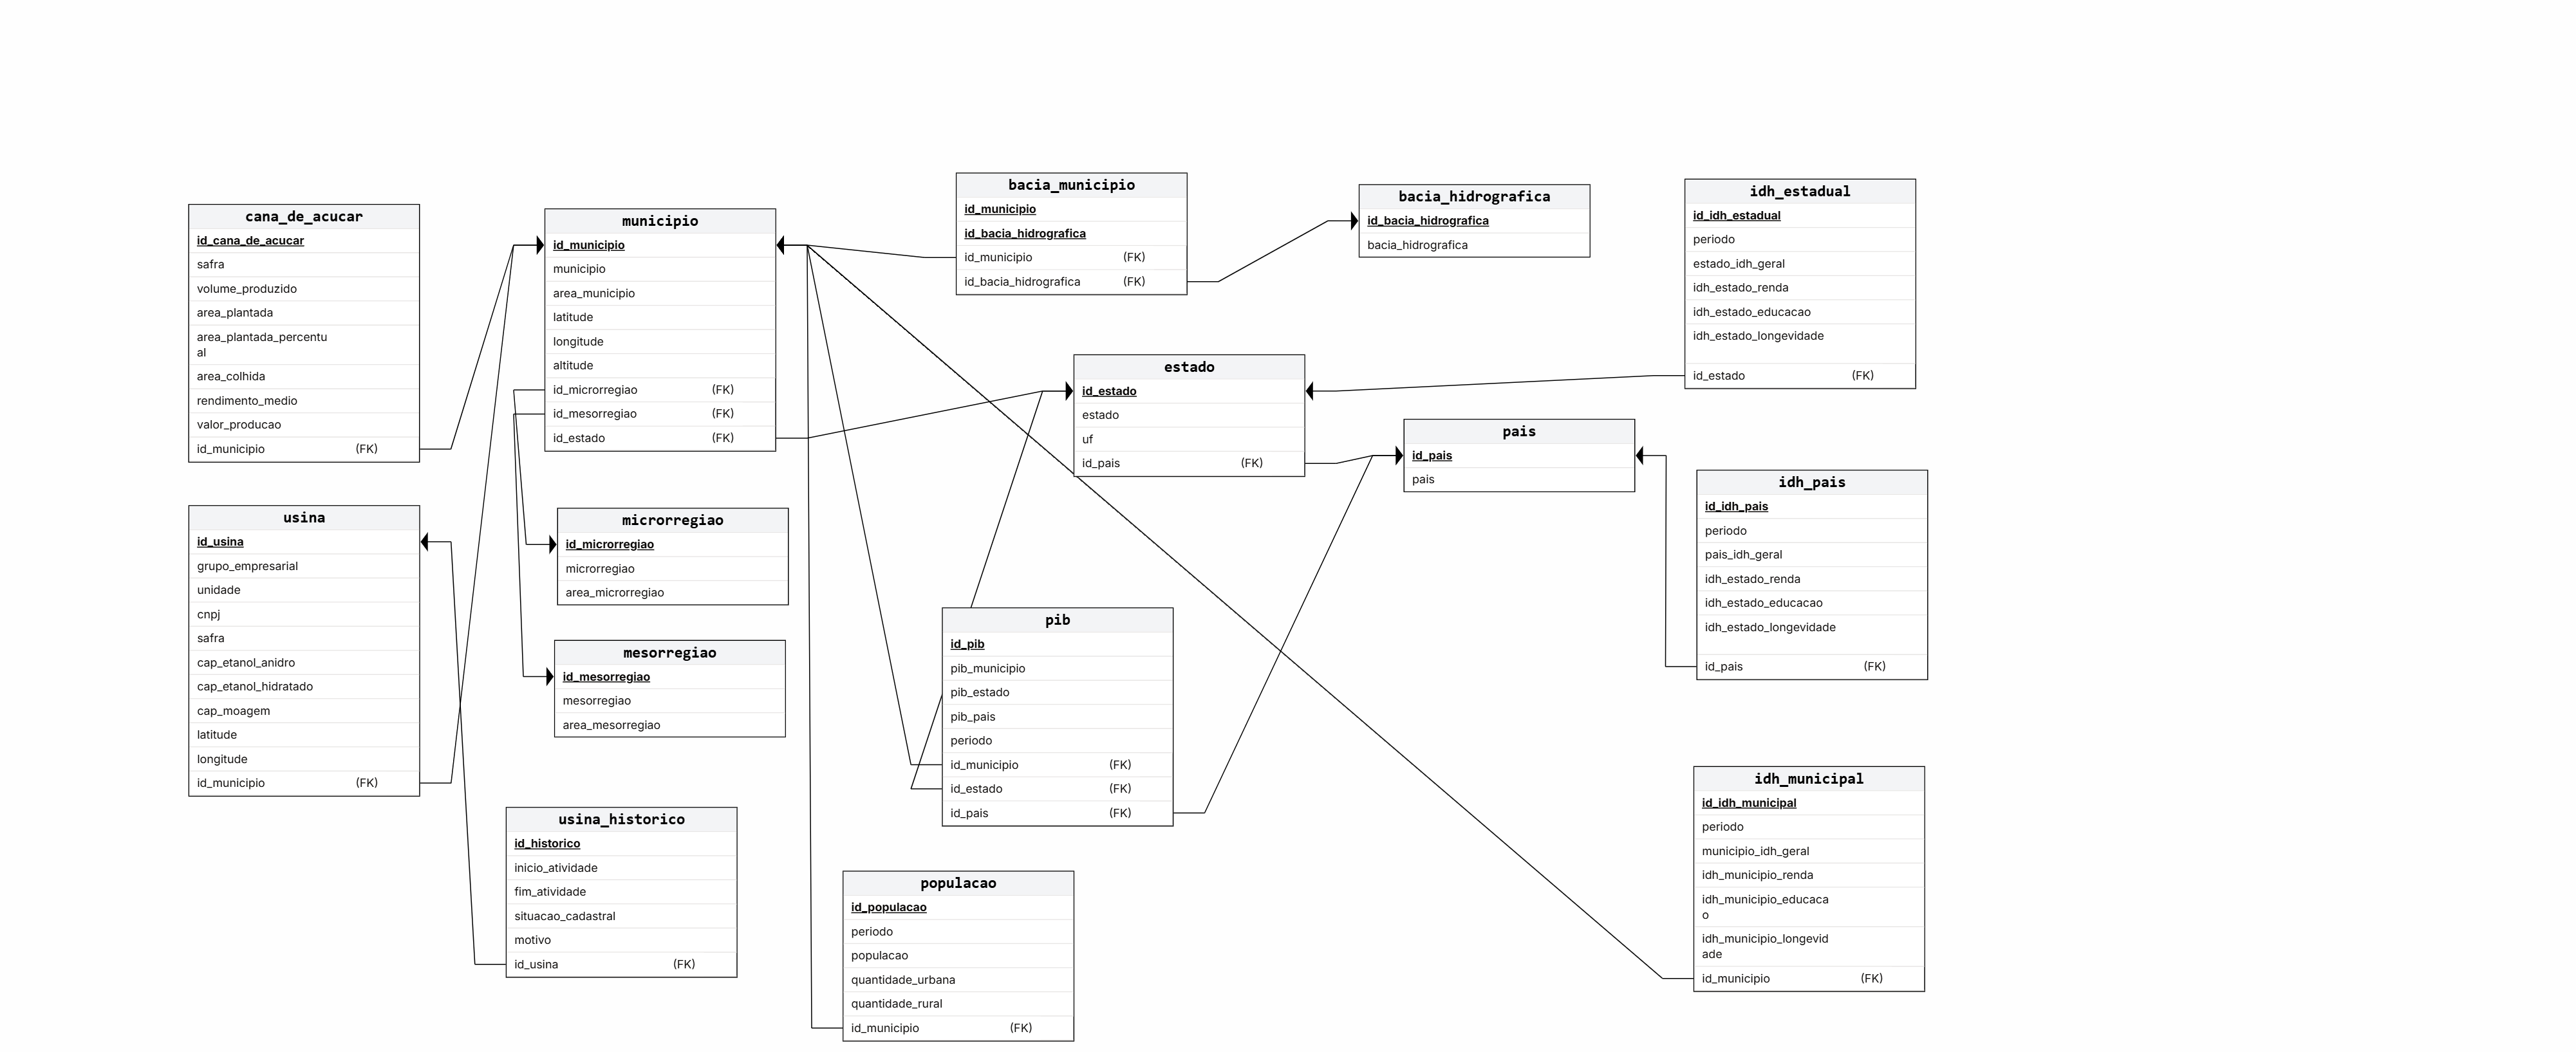 cana_de_acucar
id_cana_de_acucar
safra
volume_produzido
area_plantada
area_plantada_percentu
al
area_colhida
rendimento_medio
valor_producao
id_municipio (FK)
municipio
id_municipio
municipio
area_municipio
latitude
longitude
altitude
id_microrregiao (FK)
id_mesorregiao (FK)
id_estado (FK)
bacia_municipio
id_municipio
id_bacia_hidrografica
id_municipio (FK)
id_bacia_hidrografica (FK)
bacia_hidrografica
id_bacia_hidrografica
bacia_hidrografica
idh_estadual
id_idh_estadual
periodo
estado_idh_geral
idh_estado_renda
idh_estado_educacao
idh_estado_longevidade
id_estado (FK)
estado
id_estado
estado
uf
id_pais (FK)
pais
id_pais
pais
idh_pais
id_idh_pais
periodo
pais_idh_geral
idh_estado_renda
idh_estado_educacao
idh_estado_longevidade
id_pais (FK)
usina
id_usina
grupo_empresarial
unidade
cnpj
safra
cap_etanol_anidro
cap_etanol_hidratado
cap_moagem
latitude
longitude
id_municipio (FK)
microrregiao
id_microrregiao
microrregiao
area_microrregiao
mesorregiao
id_mesorregiao
mesorregiao
area_mesorregiao
pib
id_pib
pib_municipio
pib_estado
pib_pais
periodo
id_municipio (FK)
id_estado (FK)
id_pais (FK)
idh_municipal
id_idh_municipal
periodo
municipio_idh_geral
idh_municipio_renda
idh_municipio_educaca
o
idh_municipio_longevid
ade
id_municipio (FK)
usina_historico
id_historico
inicio_atividade
fim_atividade
situacao_cadastral
motivo
id_usina (FK)
populacao
id_populacao
periodo
populacao
quantidade_urbana
quantidade_rural
id_municipio (FK)